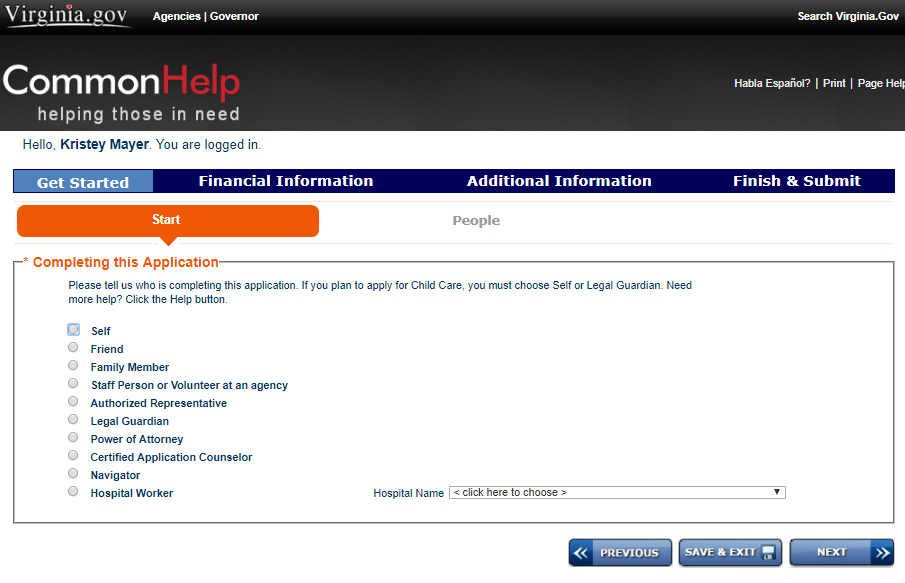 Virginia.gov Agencies | Governor Search Virginia.Gov
CommonHelp
helping those in need
Habla Español? | Print | Page Help
Hello, Kristey Mayer. You are logged in.
Get Started Financial Information Additional Information Finish & Submit
Start People
* Completing this Application
Please tell us who is completing this application. If you plan to apply for Child Care, you must choose Self or Legal Guardian. Need
more help? Click the Help button.
Self
Friend
Family Member
Staff Person or Volunteer at an agency
Authorized Representative
Legal Guardian
Power of Attorney
Certified Application Counselor
Navigator
Hospital Worker Hospital Name < click here to choose >
PREVIOUS SAVE & EXIT NEXT